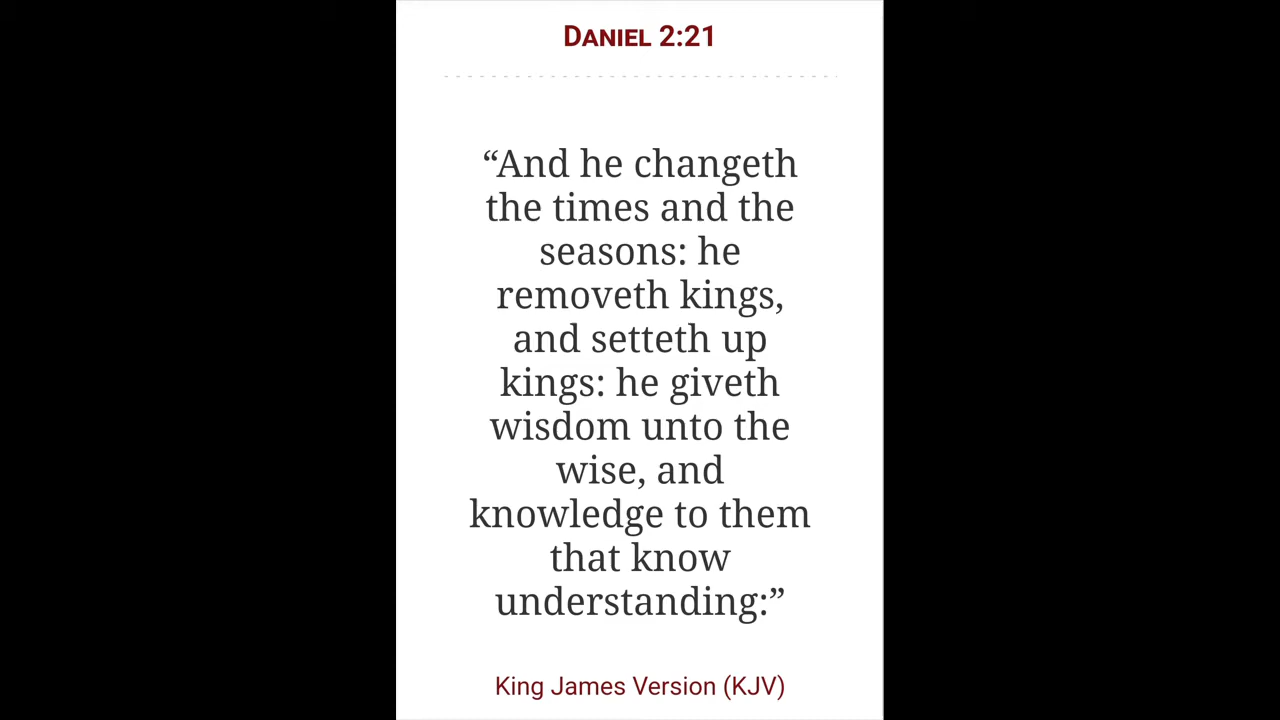 DANIEL 2:21
“And he changeth
the times and the
seasons: he
removeth kings,
and setteth up
kings: he giveth
wisdom unto the
wise, and
knowledge to them
that know
understanding:”
King James Version (KJV)